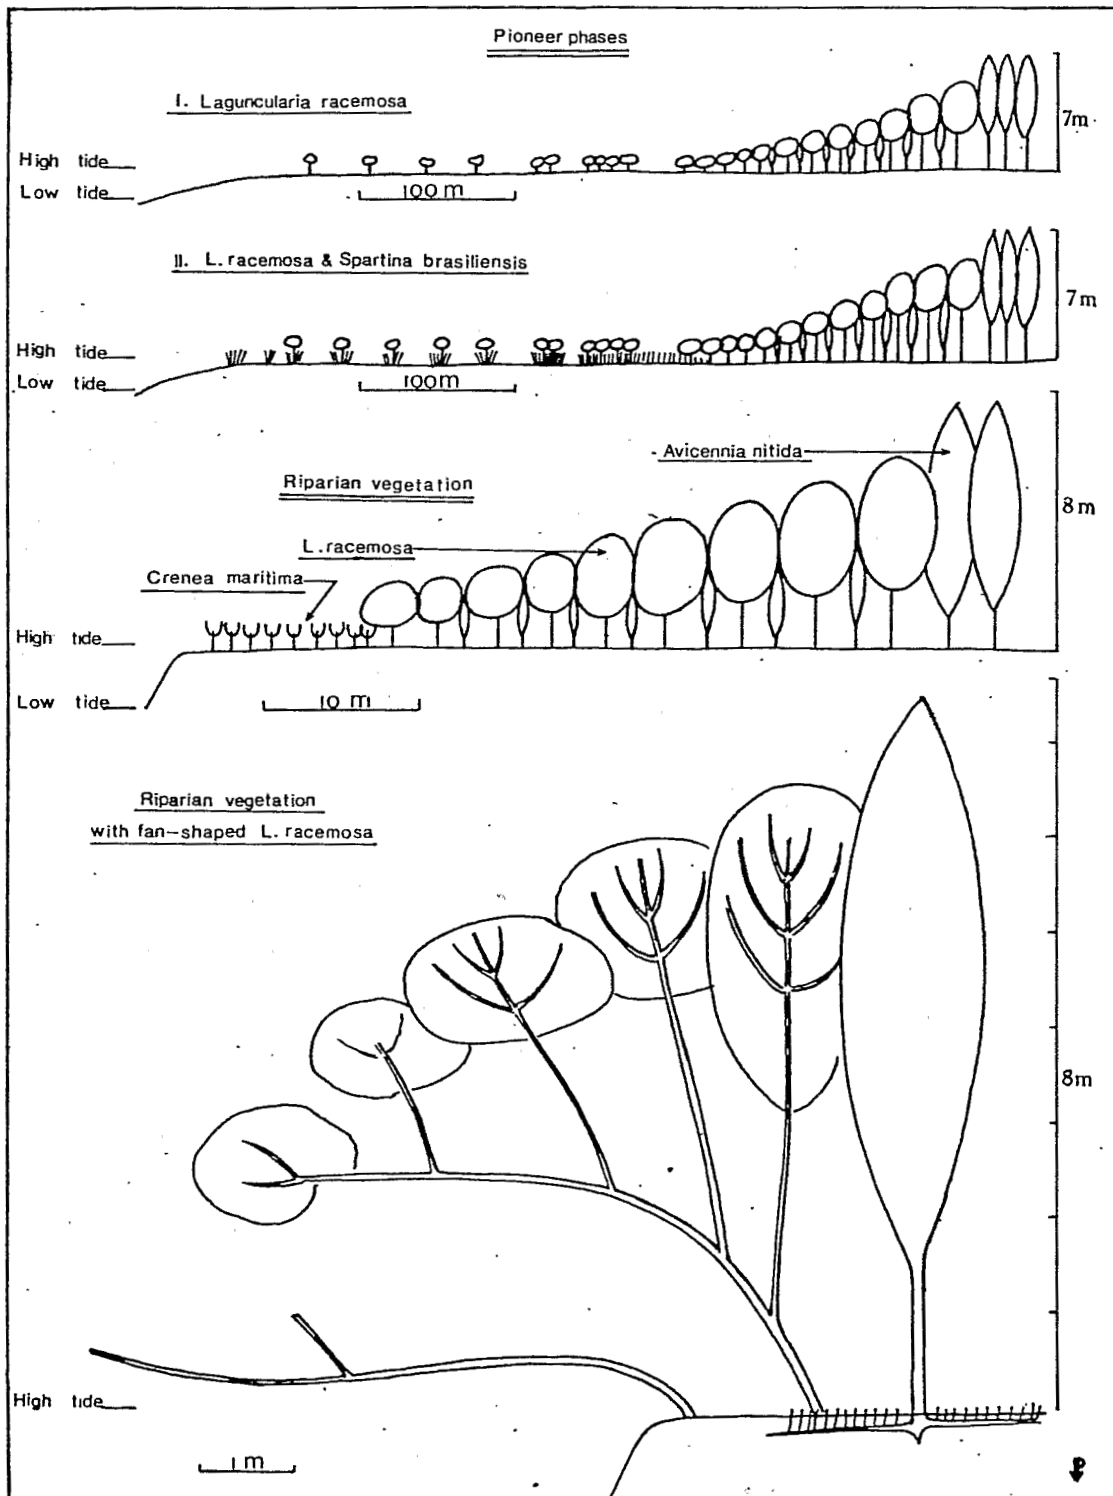 Pioneer phases
I. Laguncularia racemosa
7m
High tide
Low tide
100 m
II. L. racemosa & Spartina brasiliensis
7m
High tide
Low tide
100m
Avicennia nitida
Riparian vegetation
8m
L. racemosa
Crenea maritima
High tide
Low tide
10 m
Riparian vegetation
with fan-shaped L. racemosa
8m
High tide
1 m